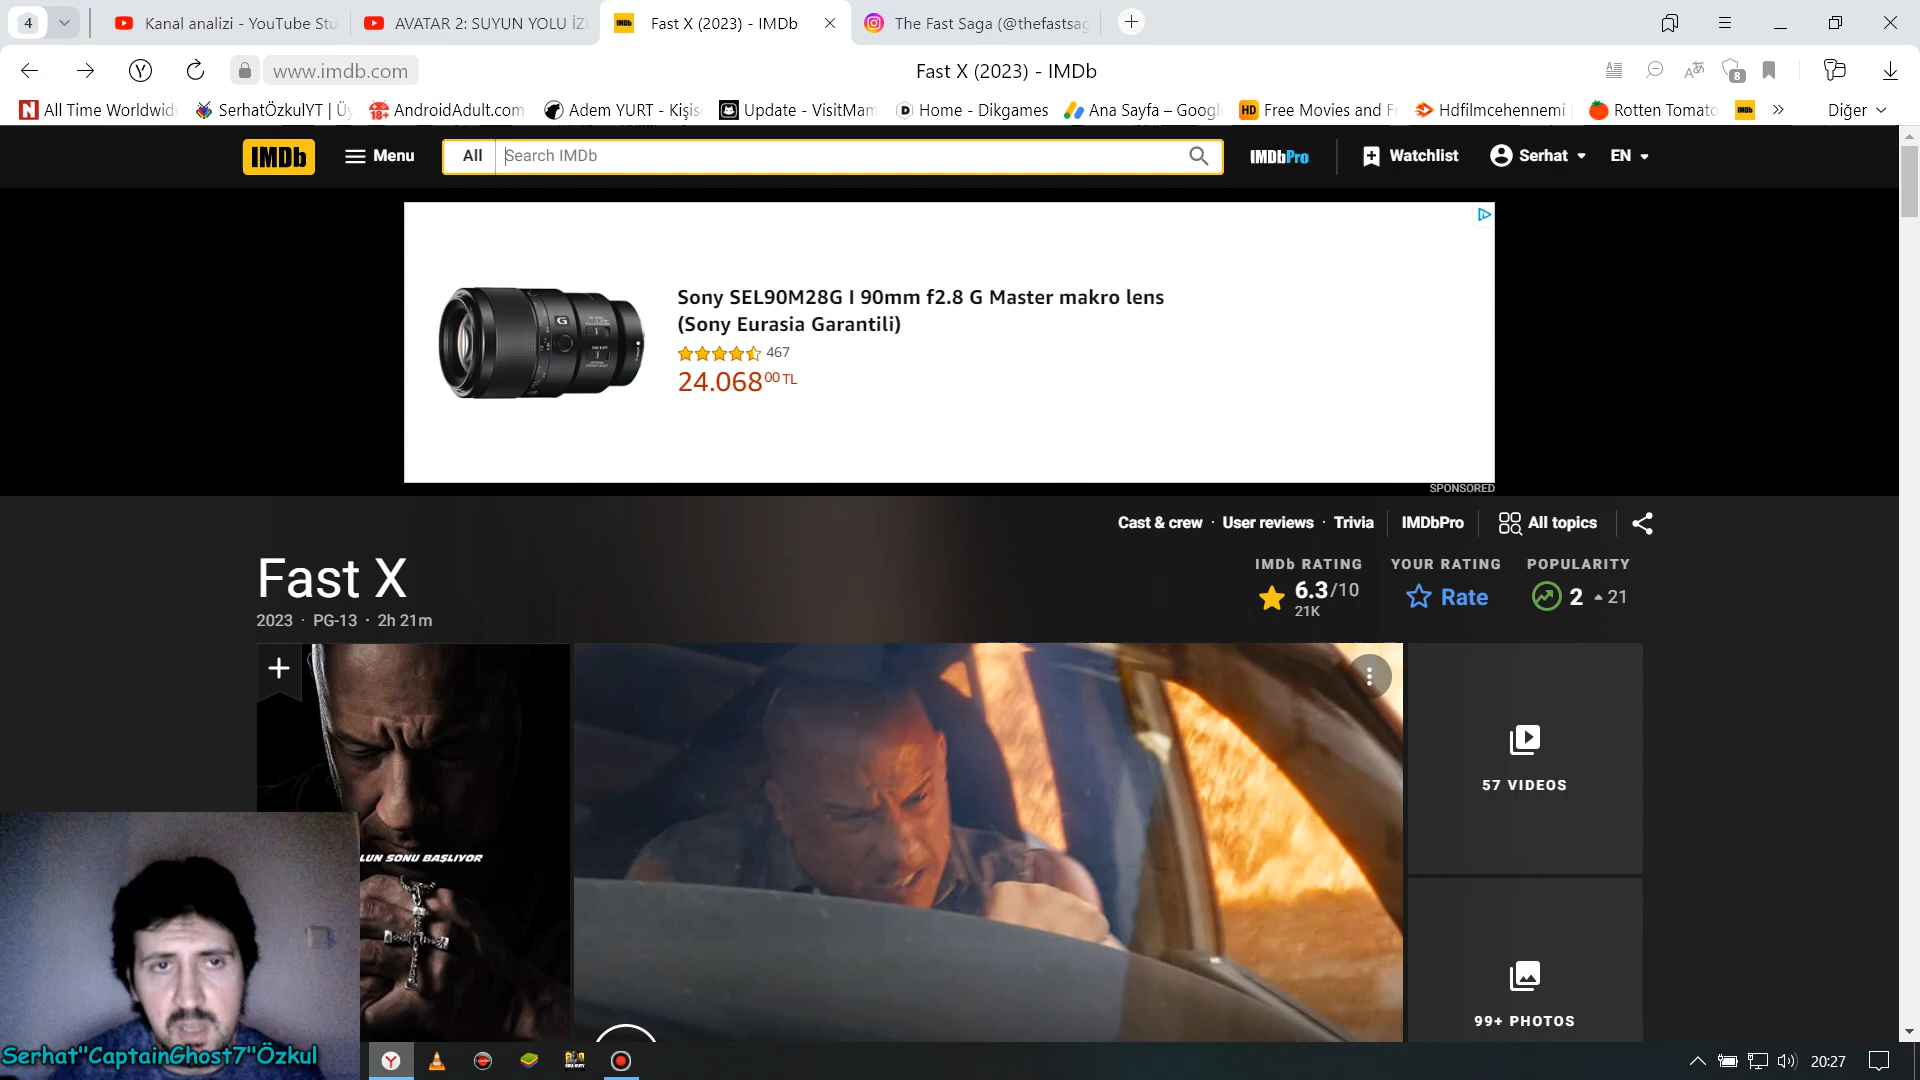 4
Kanal analizi - YouTube Stu
AVATAR 2: SUYUN YOLU İZ
Fast X (2023) - IMDb
The Fast Saga (@thefastsag
www.imdb.com
Fast X (2023) - IMDb
8
All Time Worldwid
SerhatÖzkulYT | Üy
AndroidAdult.com
Adem YURT - Kişis
Update - VisitMam
Home - Dikgames
Ana Sayfa – Googl
Free Movies and F
Hdfilmcehennemi
Rotten Tomato
Diğer
IMDb
Menu
All
Search IMDb
IMDbPro
Watchlist
Serhat
EN
Sony SEL90M28G I 90mm f2.8 G Master makro lens
(Sony Eurasia Garantili)
467
24.068⁰⁰ TL
SPONSORED
Cast & crew · User reviews · Trivia
IMDbPro
All topics
Fast X
IMDb RATING
YOUR RATING
POPULARITY
6.3/10
21K
Rate
2
21
2023 · PG-13 · 2h 21m
57 VIDEOS
LUN SONU BAŞLIYOR
99+ PHOTOS
Serhat"CaptainGhost7"Özkul
20:27